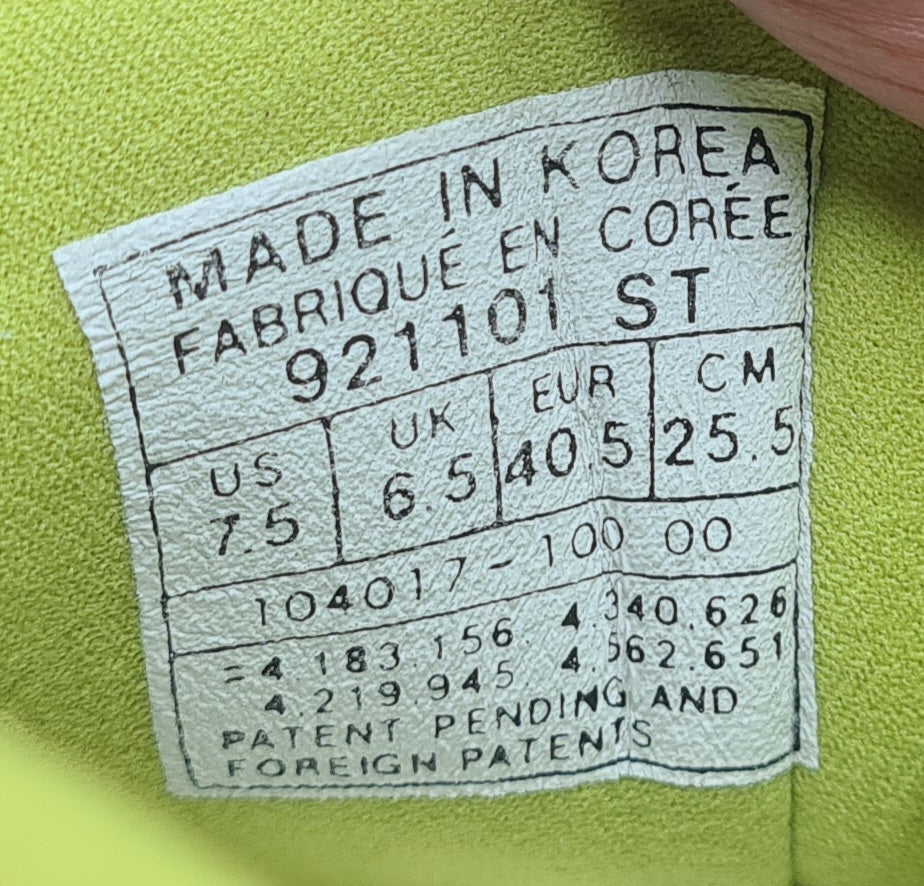 MADE IN KOREA
FABRIQUÉ EN CORÉE
921101 ST
US UK EUR CM
7.5 6.5 40.5 25.5
104017-100 00
=4.183.156. 4.340.626
4.219.945. 4.562.651
PATENT PENDING AND
FOREIGN PATENTS